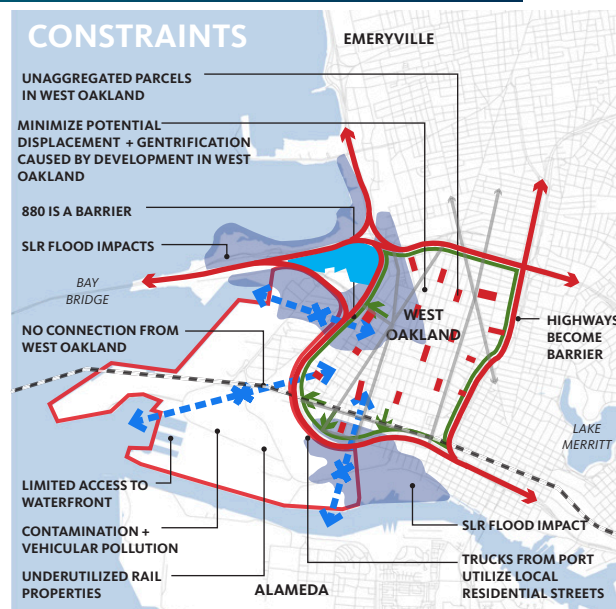 CONSTRAINTS
EMERYVILLE
UNAGGREGATED PARCELS
IN WEST OAKLAND
MINIMIZE POTENTIAL
DISPLACEMENT + GENTRIFICATION
CAUSED BY DEVELOPMENT IN WEST
OAKLAND
880 IS A BARRIER
SLR FLOOD IMPACTS
BAY
BRIDGE
WEST
OAKLAND
NO CONNECTION FROM
WEST OAKLAND
HIGHWAYS
BECOME
BARRIER
LAKE
MERRITT
LIMITED ACCESS TO
WATERFRONT
CONTAMINATION +
VEHICULAR POLLUTION
UNDERUTILIZED RAIL
PROPERTIES
ALAMEDA
SLR FLOOD IMPACT
TRUCKS FROM PORT
UTILIZE LOCAL
RESIDENTIAL STREETS